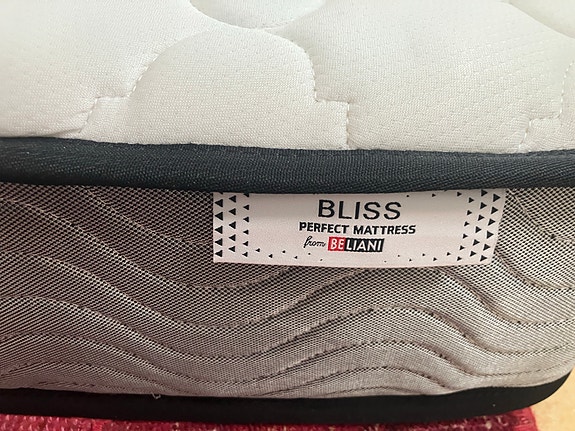 BLISS
PERFECT MATTRESS
from BELIANI